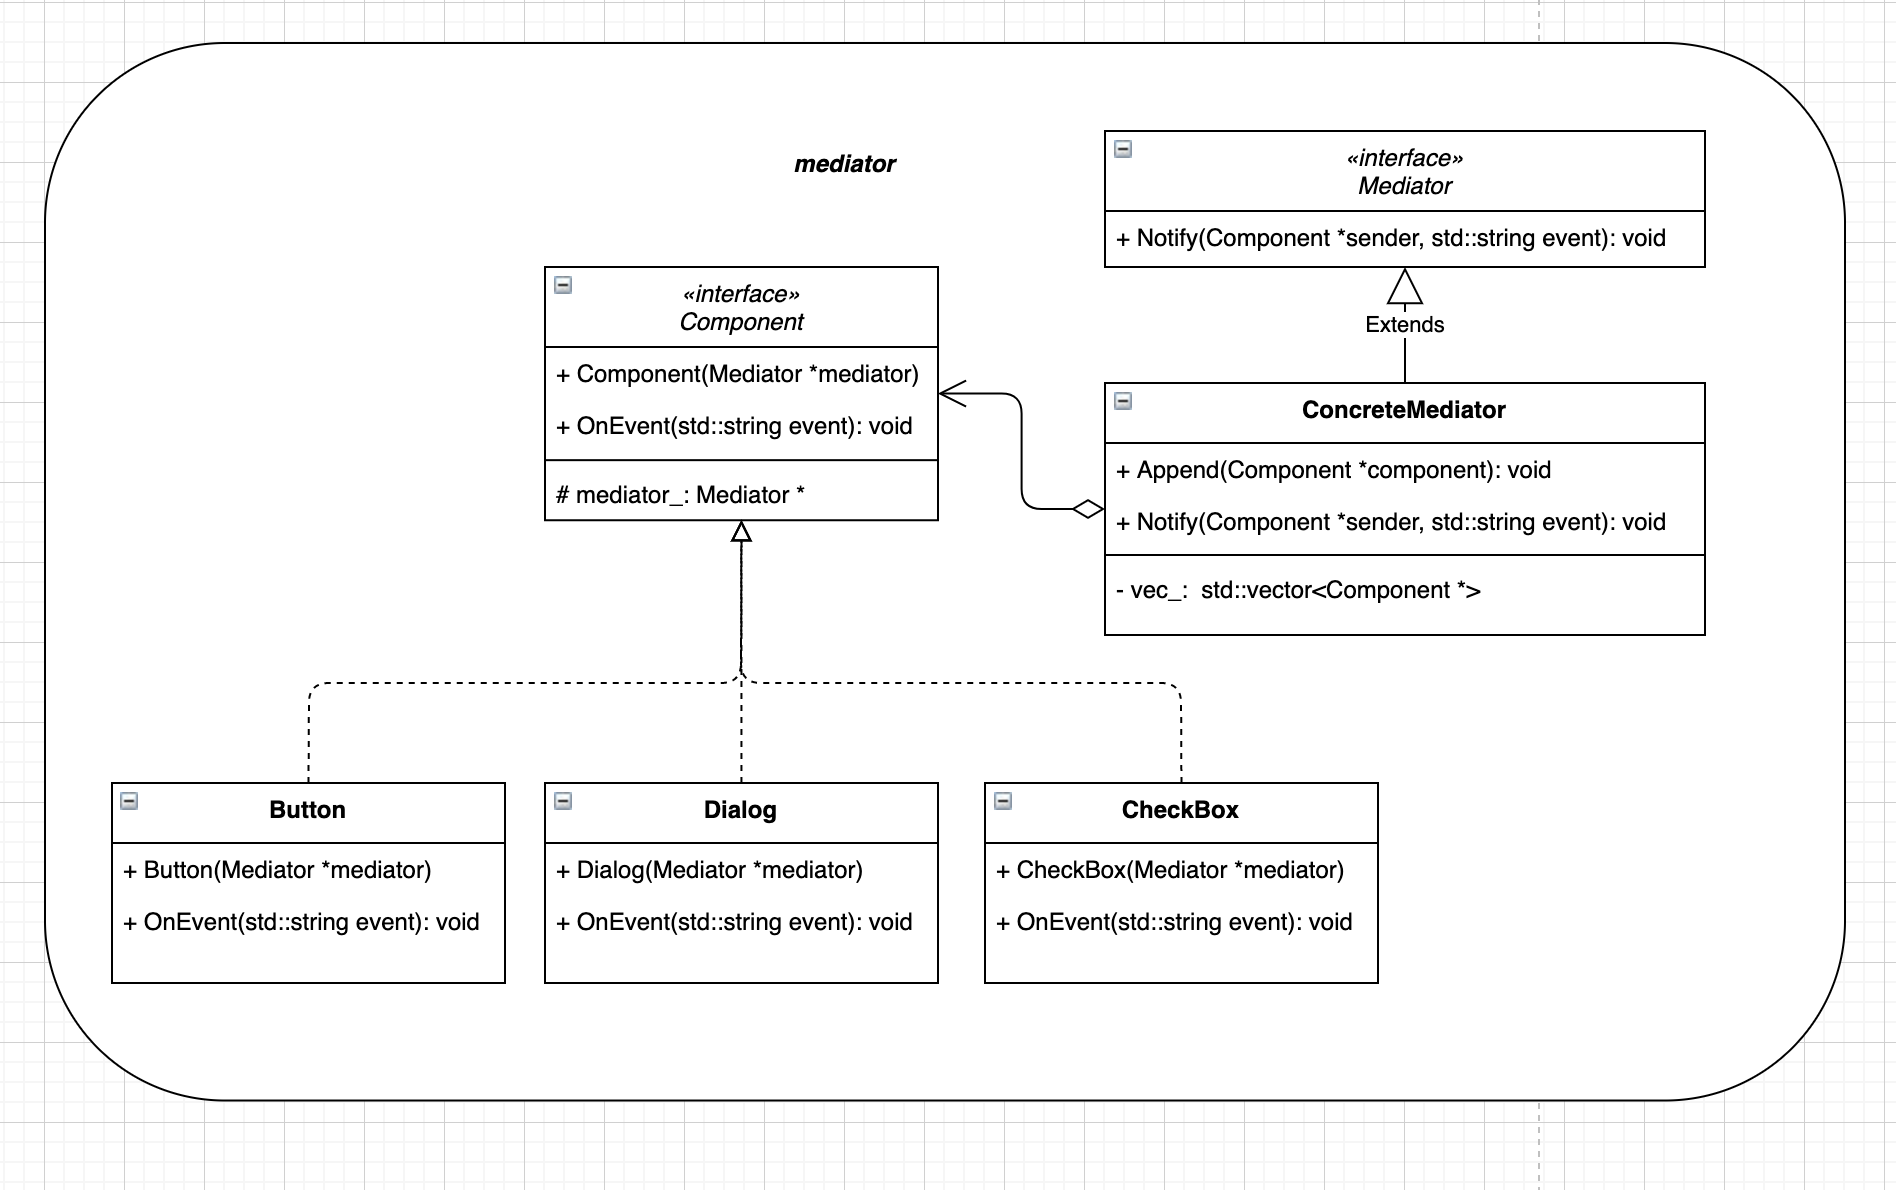 mediator
«interface»
Mediator
+ Notify(Component *sender, std::string event): void
«interface»
Component
+ Component(Mediator *mediator)
+ OnEvent(std::string event): void
# mediator_: Mediator *
Extends
ConcreteMediator
+ Append(Component *component): void
+ Notify(Component *sender, std::string event): void
- vec_:  std::vector<Component *>
Button
+ Button(Mediator *mediator)
+ OnEvent(std::string event): void
Dialog
+ Dialog(Mediator *mediator)
+ OnEvent(std::string event): void
CheckBox
+ CheckBox(Mediator *mediator)
+ OnEvent(std::string event): void